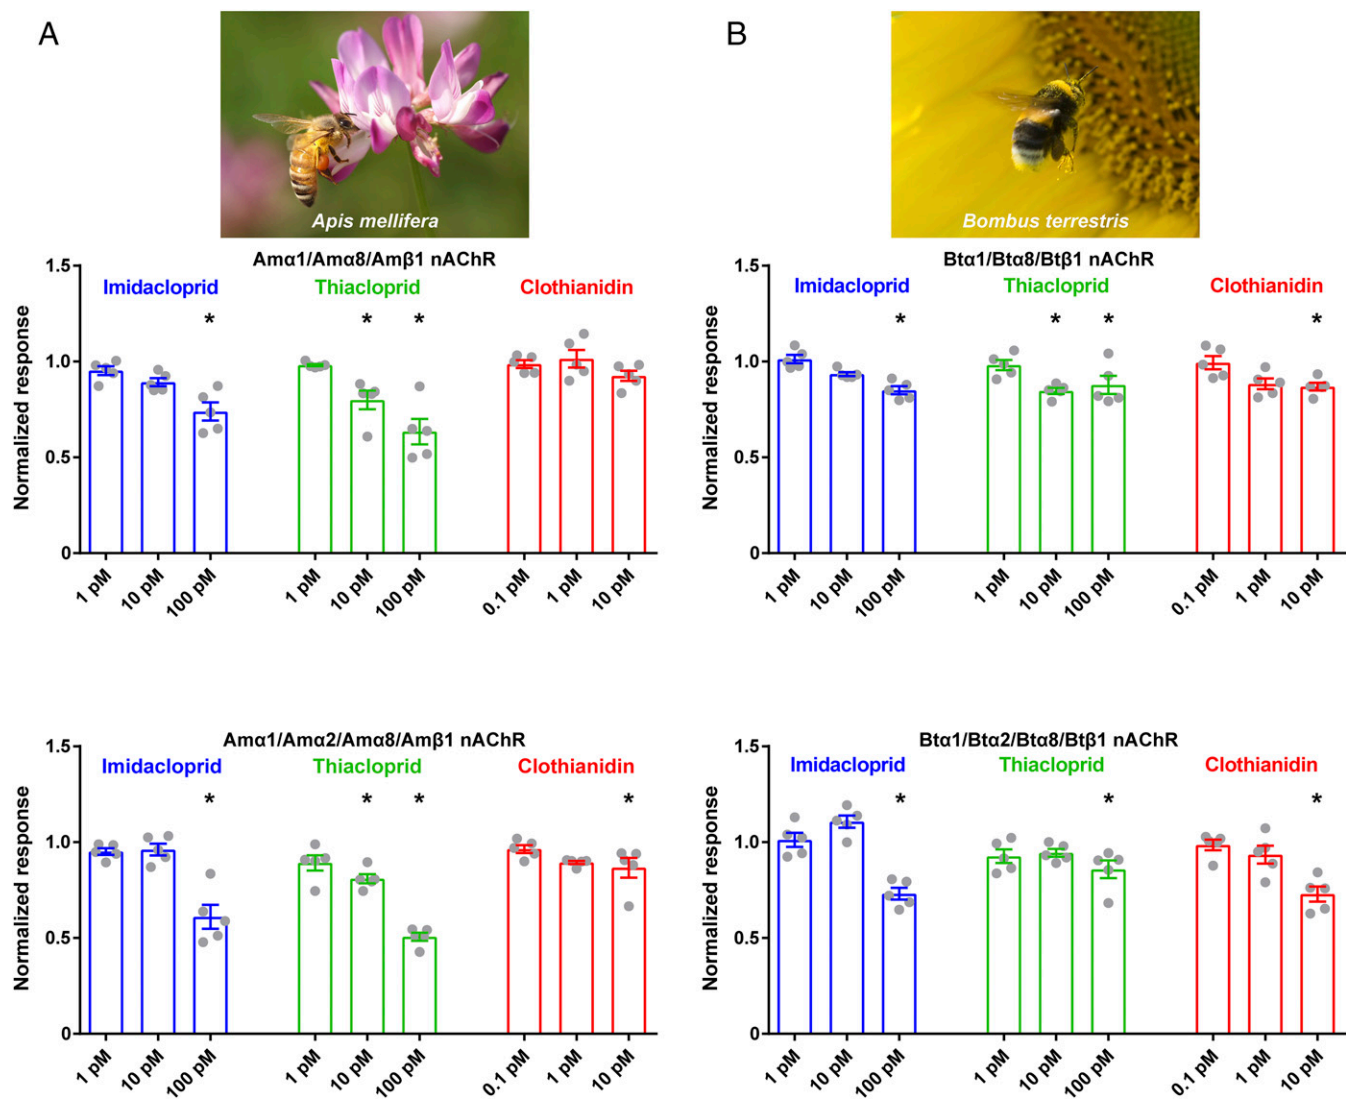 A
B
Apis mellifera
Bombus terrestris
Amα1/Amα8/Amβ1 nAChR
Imidacloprid
Thiacloprid
Clothianidin
*
*
*
Normalized response
1.5
1.0
0.5
0
1 pM
10 pM
100 pM
1 pM
10 pM
100 pM
0.1 pM
1 pM
10 pM
Btα1/Btα8/Btβ1 nAChR
Imidacloprid
Thiacloprid
Clothianidin
*
*
*
*
Normalized response
1.5
1.0
0.5
0
1 pM
10 pM
100 pM
1 pM
10 pM
100 pM
0.1 pM
1 pM
10 pM
Amα1/Amα2/Amα8/Amβ1 nAChR
Imidacloprid
Thiacloprid
Clothianidin
*
*
*
*
Normalized response
1.5
1.0
0.5
0
1 pM
10 pM
100 pM
1 pM
10 pM
100 pM
0.1 pM
1 pM
10 pM
Btα1/Btα2/Btα8/Btβ1 nAChR
Imidacloprid
Thiacloprid
Clothianidin
*
*
*
Normalized response
1.5
1.0
0.5
0
1 pM
10 pM
100 pM
1 pM
10 pM
100 pM
0.1 pM
1 pM
10 pM